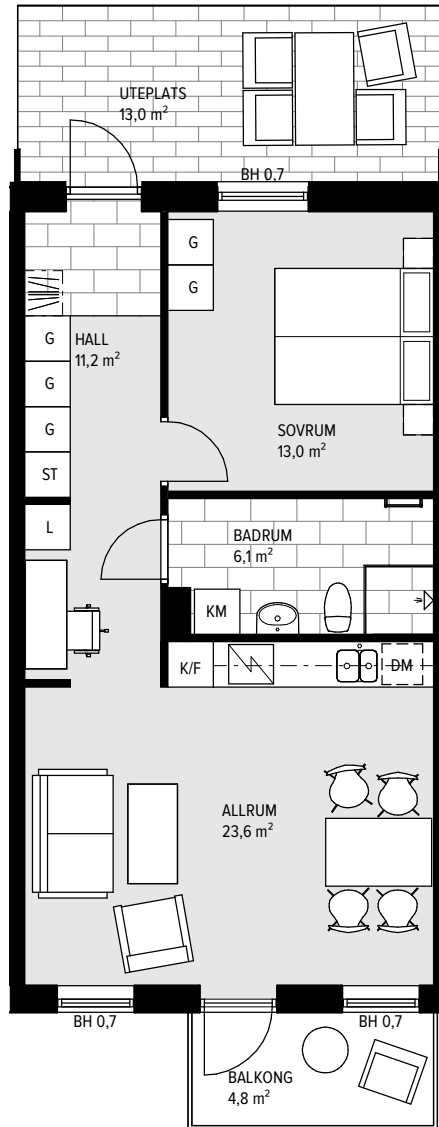 UTEPLATS
13,0 m²
BH 0,7
G
G
HALL
11,2 m²
G
G
G
ST
SOVRUM
13,0 m²
L
BADRUM
6,1 m²
KM
K/F
DM
ALLRUM
23,6 m²
BH 0,7
BH 0,7
BALKONG
4,8 m²